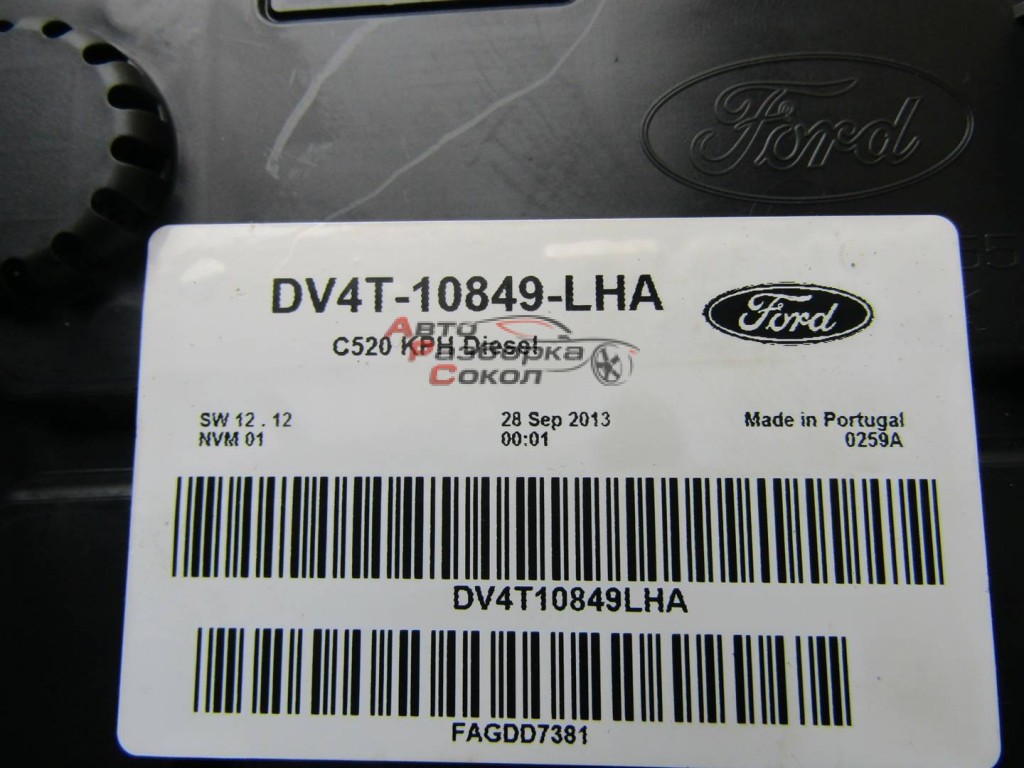 Ford
65
DV4T-10849-LHA
Ford
C520 KPH Diesel
Авто
Разборка
Сокол
SW 12 . 12
28 Sep 2013
Made in Portugal
NVM 01
00:01
0259A
DV4T10849LHA
FAGDD7381